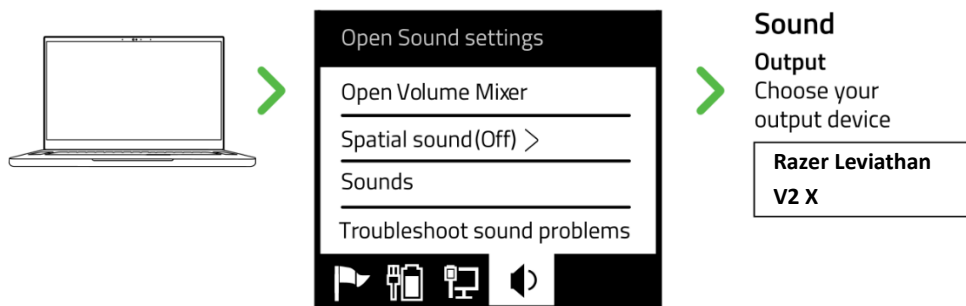 Open Sound settings
Open Volume Mixer
Spatial sound(Off) >
Sounds
Troubleshoot sound problems
Sound
Output
Choose your
output device
Razer Leviathan
V2 X